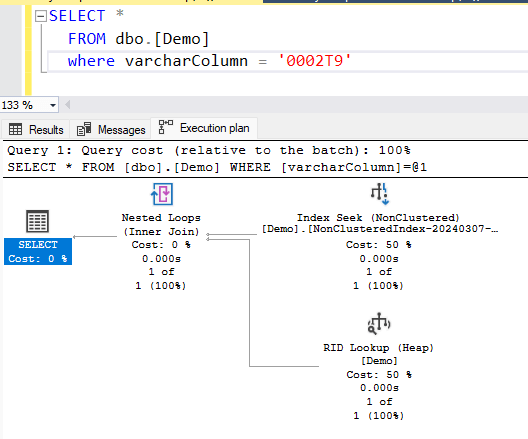 SELECT *
FROM dbo.[Demo]
where varcharColumn = '0002T9'
133 %
Results Messages Execution plan
Query 1: Query cost (relative to the batch): 100%
SELECT * FROM [dbo].[Demo] WHERE [varcharColumn]=@1
SELECT
Cost: 0 %
Nested Loops
(Inner Join)
Cost: 0 %
0.000s
1 of
1 (100%)
Index Seek (NonClustered)
[Demo].[NonClusteredIndex-20240307-…
Cost: 50 %
0.000s
1 of
1 (100%)
RID Lookup (Heap)
[Demo]
Cost: 50 %
0.000s
1 of
1 (100%)